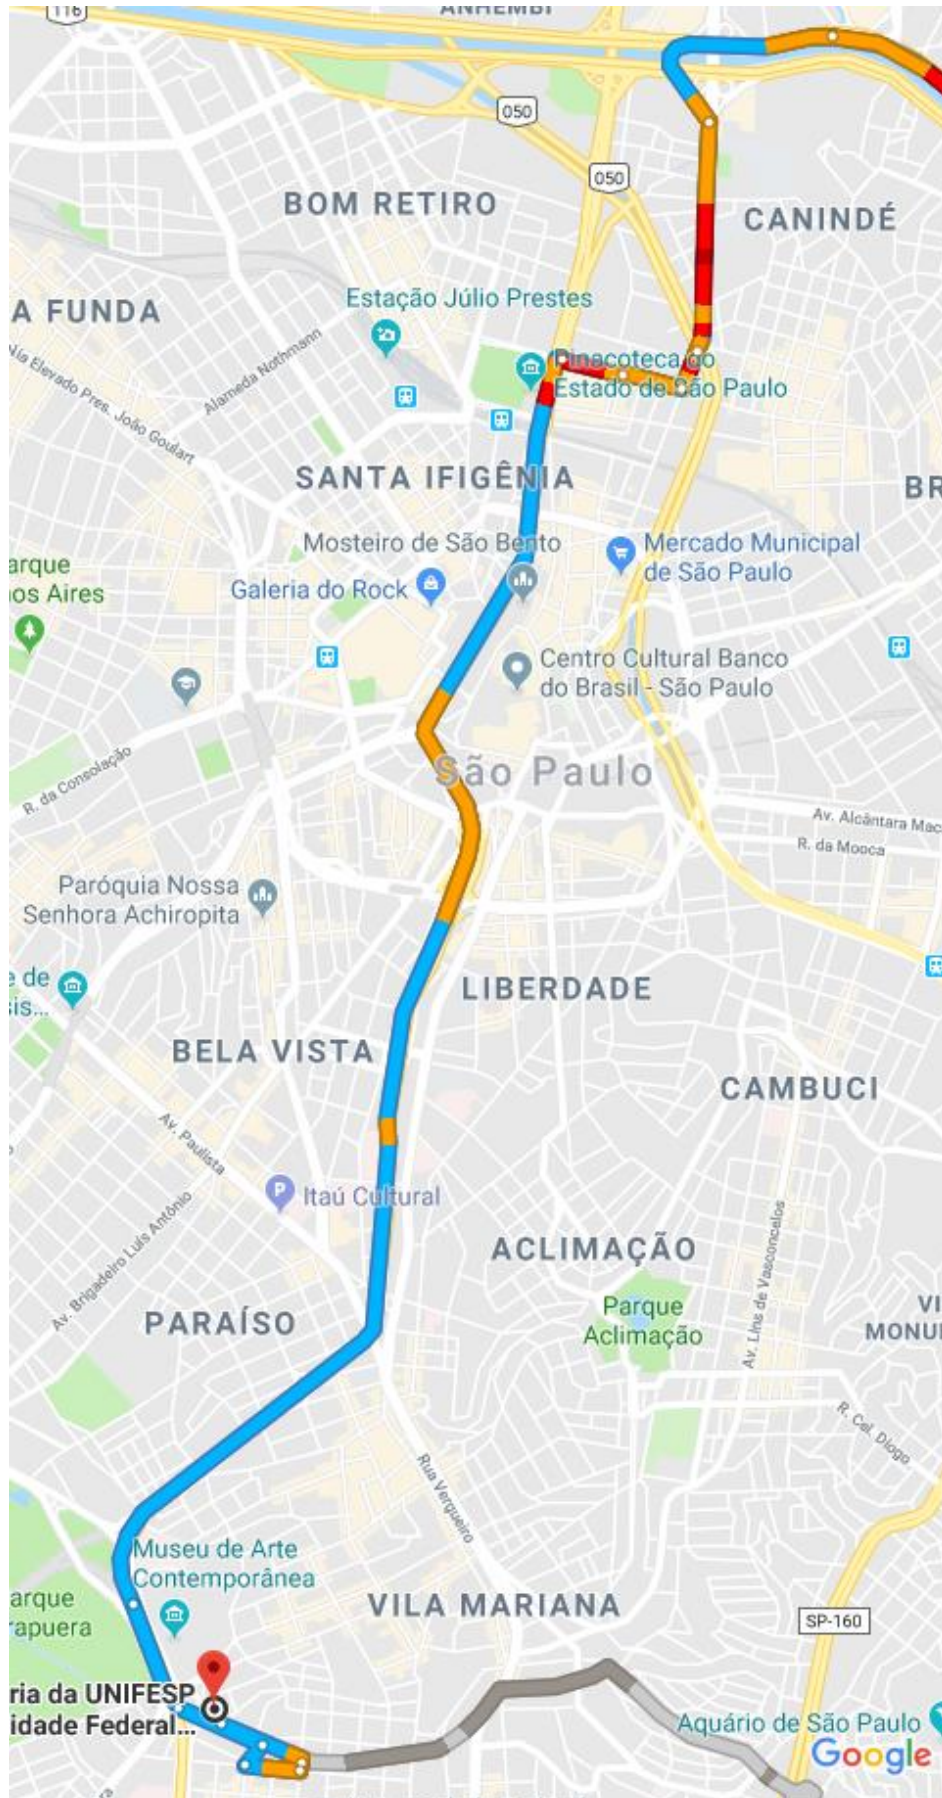 116
ANHEMBI
050
050
BOM RETIRO
CANINDÉ
A FUNDA
Estação Júlio Prestes
Via Elevado Pres. João Goulart
Alameda Nothmann
Pinacoteca do
Estado de São Paulo
SANTA IFIGÊNIA
BR
Mosteiro de São Bento
Mercado Municipal
de São Paulo
arque
os Aires
Galeria do Rock
Centro Cultural Banco
do Brasil - São Paulo
R. da Consolação
São Paulo
Av. Alcântara Mac
R. da Mooca
Paróquia Nossa
Senhora Achiropita
e de
is...
LIBERDADE
BELA VISTA
CAMBUCI
Av. Paulista
Itaú Cultural
Av. Brigadeiro Luís Antônio
ACLIMAÇÃO
Av. Lins de Vasconcelos
PARAÍSO
Parque
Aclimação
VI
MONU
R. Cel. Diogo
Rua Vergueiro
Museu de Arte
Contemporânea
arque
rapuera
VILA MARIANA
SP-160
ria da UNIFESP
idade Federal...
Aquário de São Paulo
Google